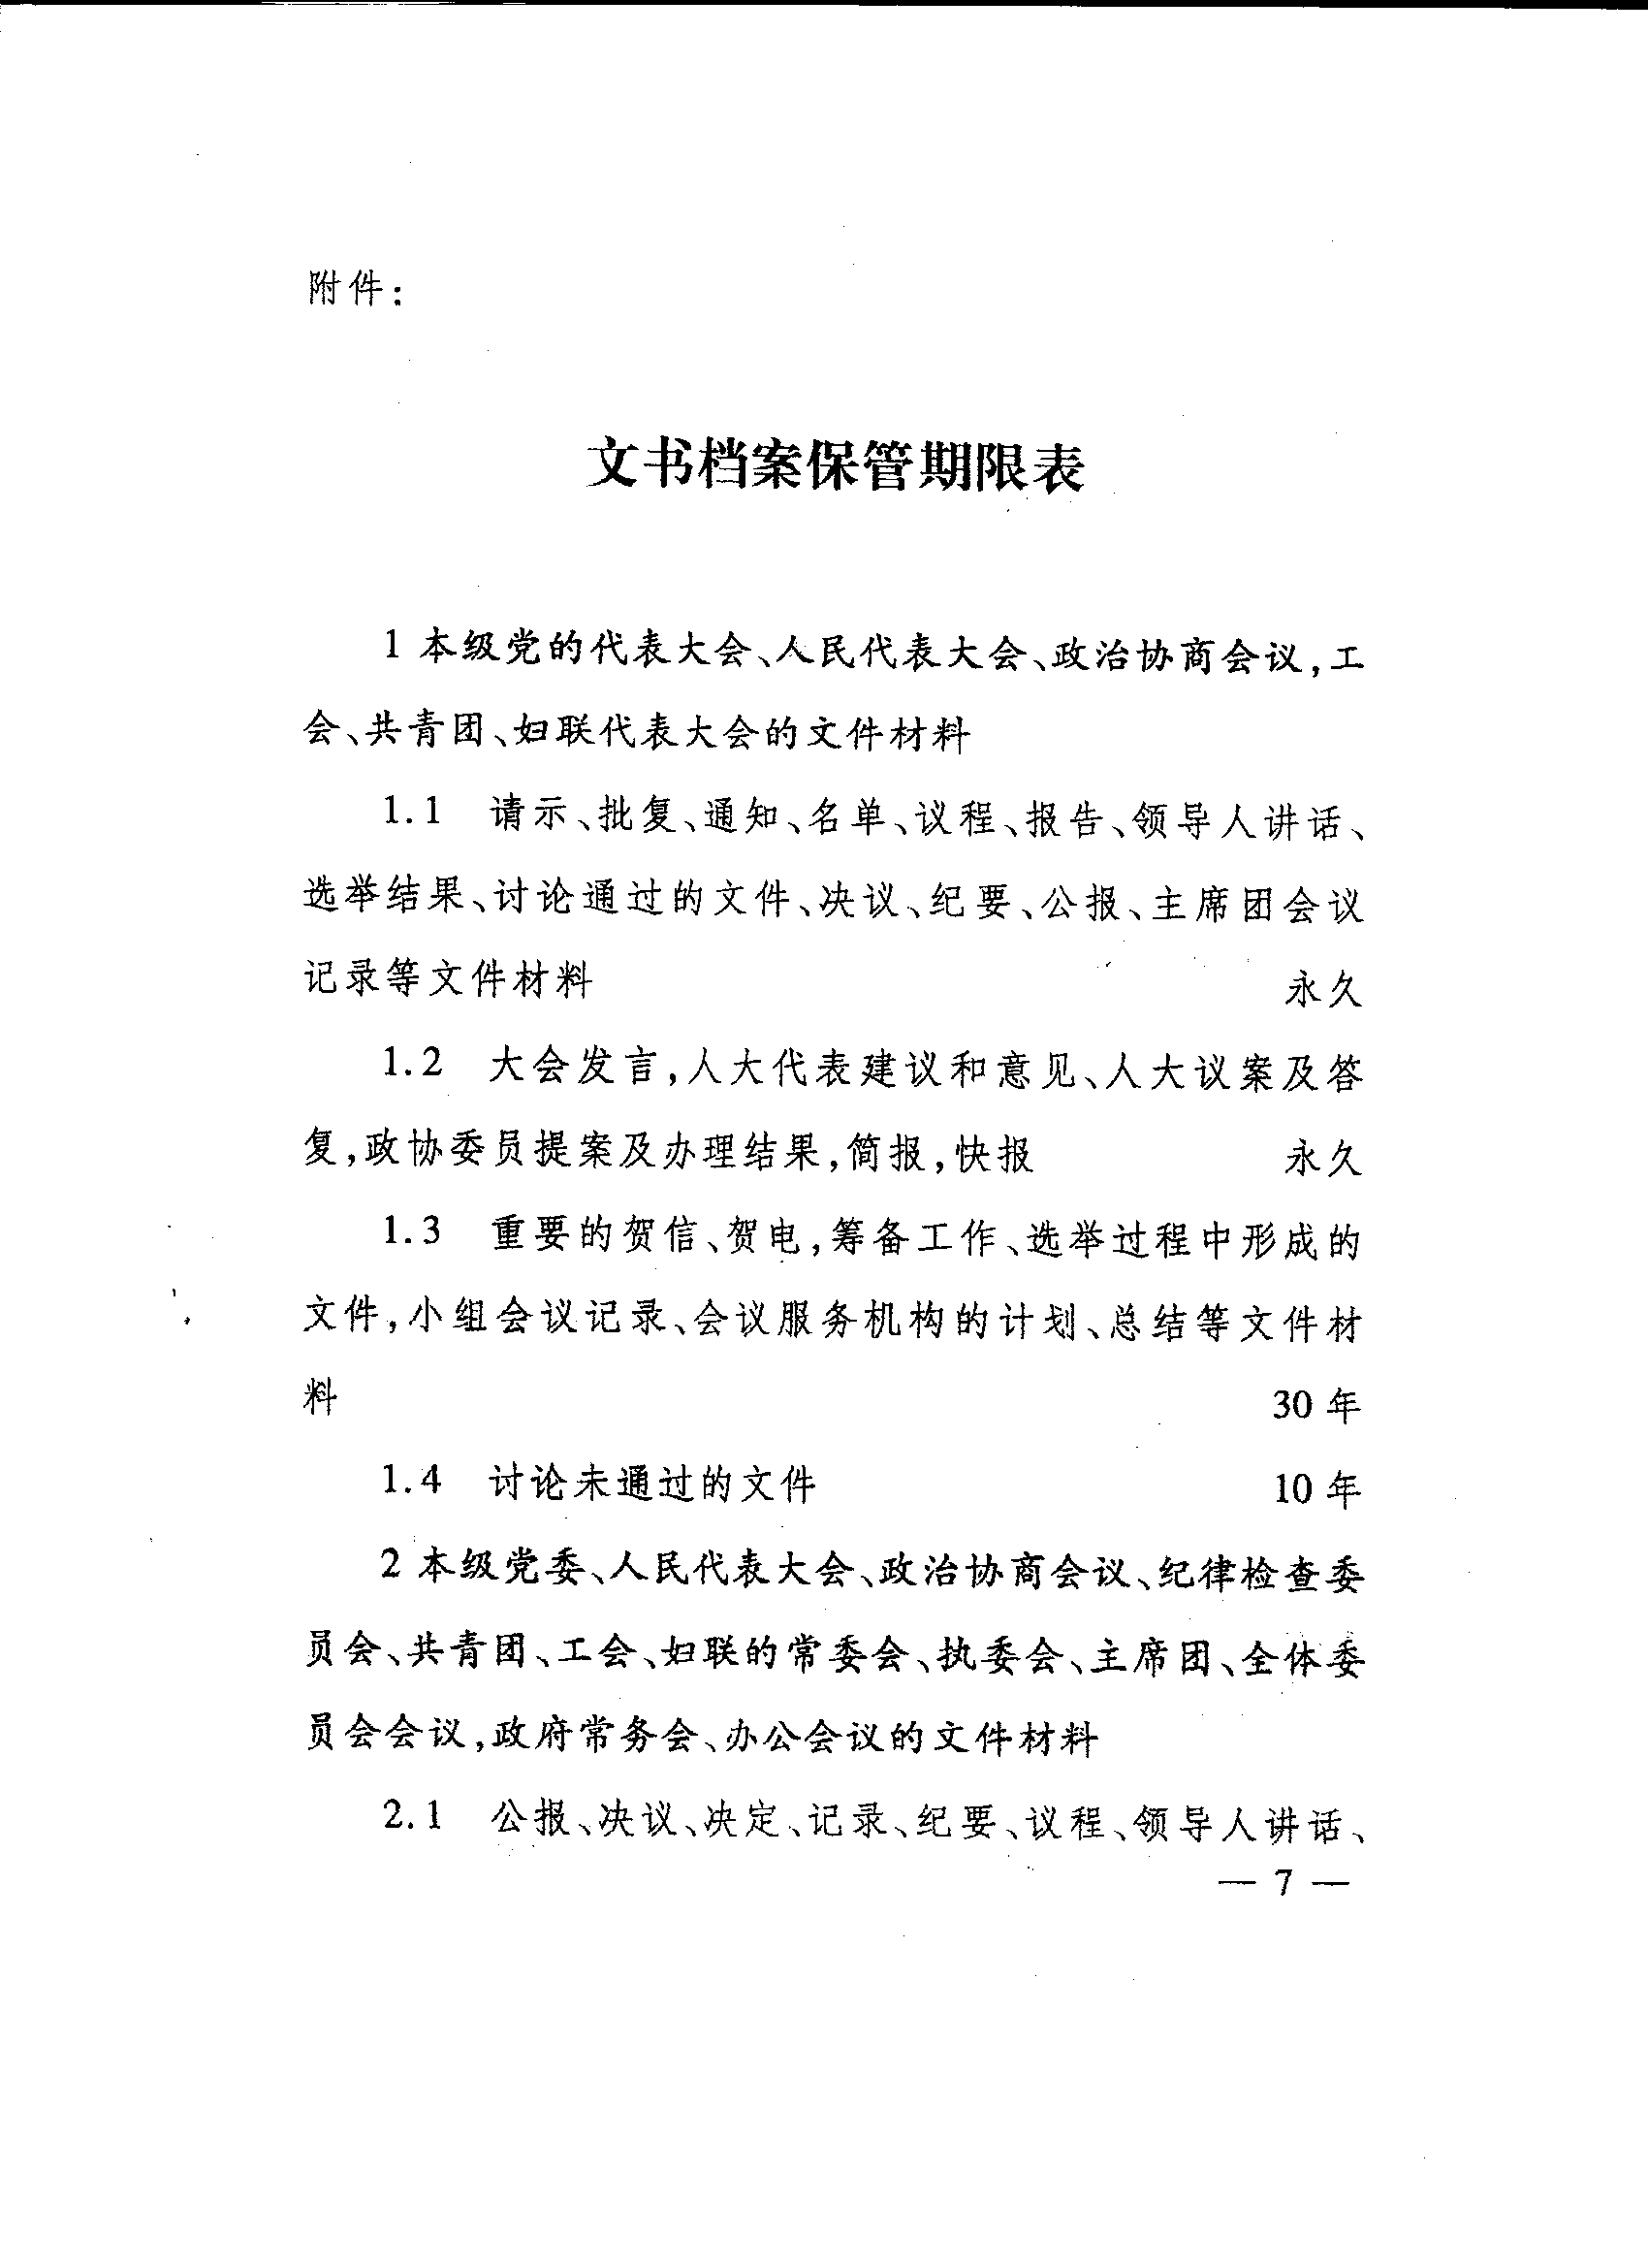 附件：
文书档案保管期限表
1 本级党的代表大会、人民代表大会、政治协商会议，工
会、共青团、妇联代表大会的文件材料
1.1 请示、批复、通知、名单、议程、报告、领导人讲话、
选举结果、讨论通过的文件、决议、纪要、公报、主席团会议
记录等文件材料 永久
1.2 大会发言，人大代表建议和意见、人大议案及答
复，政协委员提案及办理结果，简报，快报 永久
1.3 重要的贺信、贺电，筹备工作、选举过程中形成的
文件，小组会议记录、会议服务机构的计划、总结等文件材
料 30 年
1.4 讨论未通过的文件 10 年
2 本级党委、人民代表大会、政治协商会议、纪律检查委
员会、共青团、工会、妇联的常委会、执委会、主席团、全体委
员会会议，政府常务会、办公会议的文件材料
2.1 公报、决议、决定、记录、纪要、议程、领导人讲话、
— 7 —